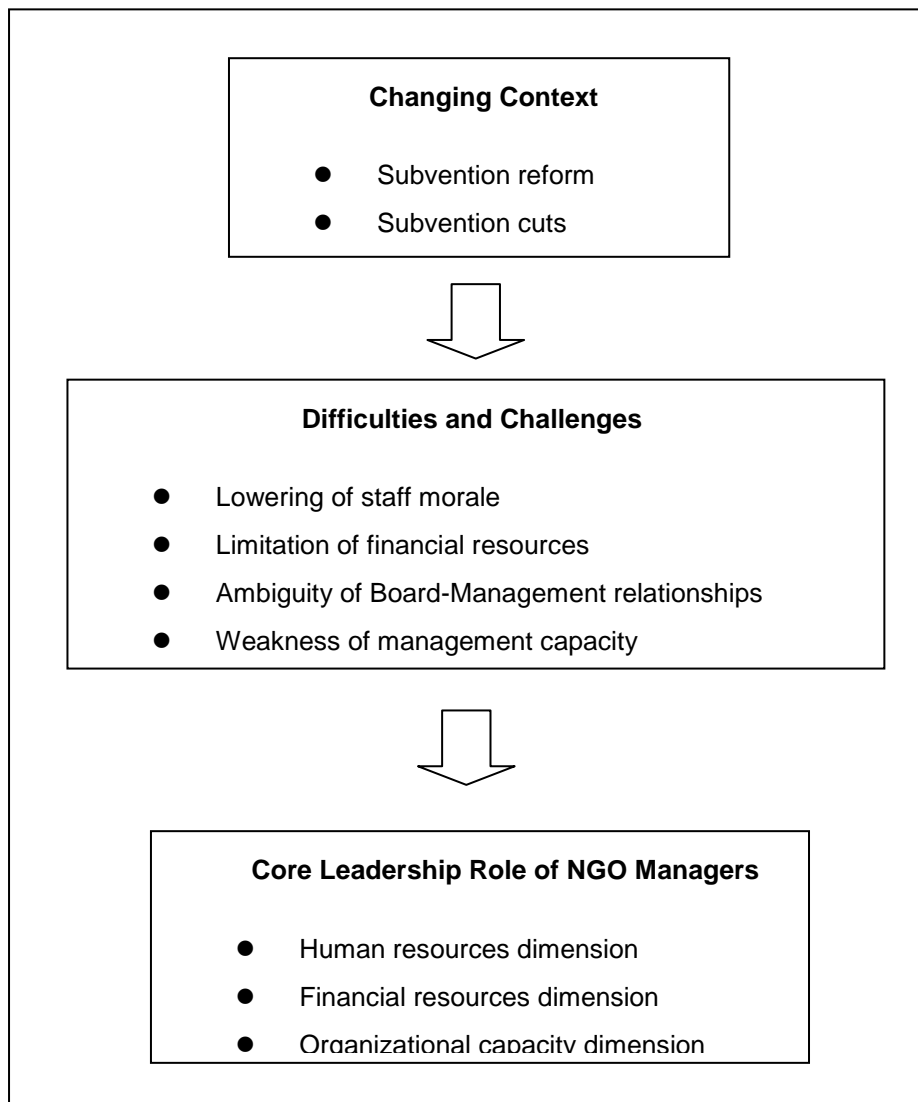 Changing Context
● Subvention reform
● Subvention cuts
Difficulties and Challenges
● Lowering of staff morale
● Limitation of financial resources
● Ambiguity of Board-Management relationships
● Weakness of management capacity
Core Leadership Role of NGO Managers
● Human resources dimension
● Financial resources dimension
● Organizational capacity dimension